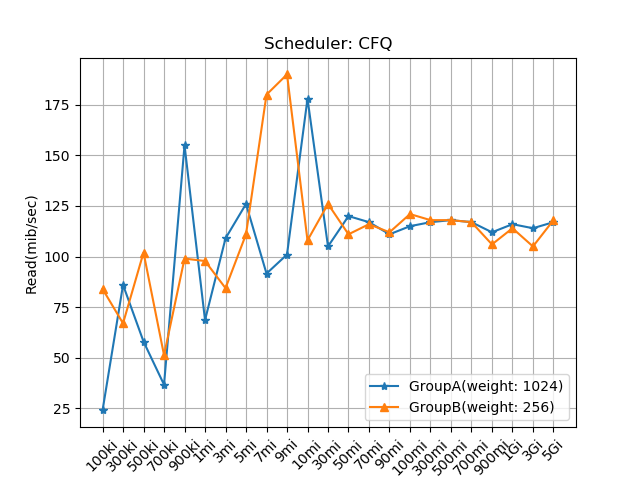 Scheduler: CFQ
Read(mib/sec)
175
150
125
100
75
50
25
GroupA(weight: 1024)
GroupB(weight: 256)
100ki
300ki
500ki
700ki
900ki
1mi
3mi
5mi
7mi
9mi
10mi
30mi
50mi
70mi
90mi
100mi
300mi
500mi
700mi
900mi
1Gi
3Gi
5Gi